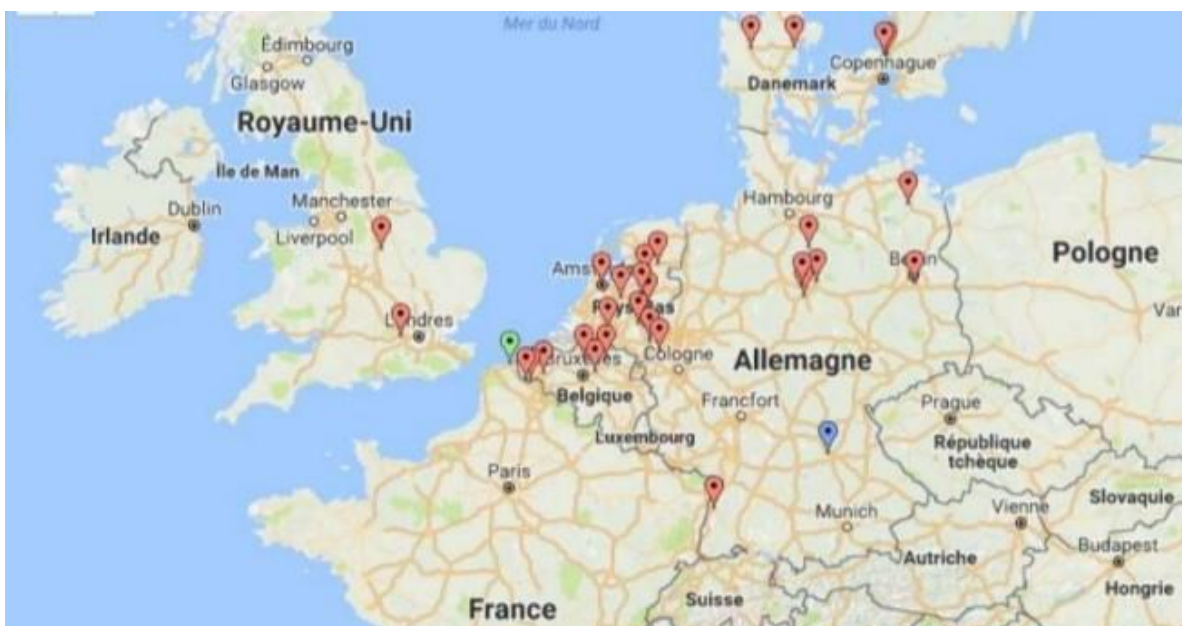 Mer du Nord
Édimbourg
Glasgow
Copenhague
Danemark
Royaume-Uni
Île de Man
Hambourg
Manchester
Dublin
Liverpool
Irlande
Pologne
Londres
Cologne
Allemagne
Belgique
Francfort
Prague
Luxembourg
République
tchèque
Paris
Slovaquie
Munich
Vienne
Budapest
Autriche
Hongrie
Suisse
France